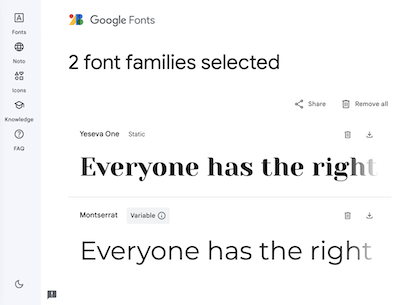 Google Fonts
Fonts
Noto
Icons
Knowledge
FAQ
2 font families selected
Share
Remove all
Yeseva One
Static
Everyone has the right
Montserrat
Variable
Everyone has the right